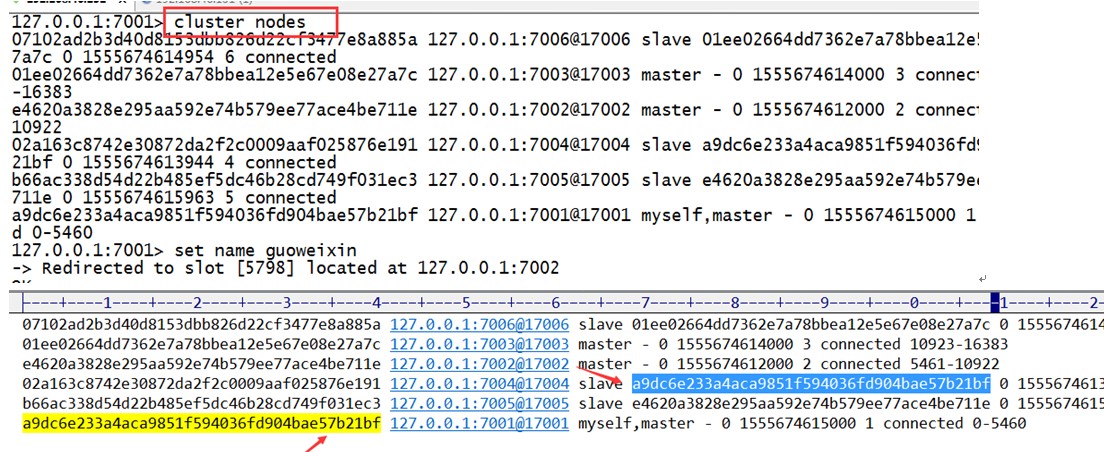 127.0.0.1:7001> cluster nodes
07102ad2b3d40d8153dbb826d22cf3477e8a885a 127.0.0.1:7006@17006 slave 01ee02664dd7362e7a78bbea12e5
7a7c 0 1555674614954 6 connected
01ee02664dd7362e7a78bbea12e5e67e08e27a7c 127.0.0.1:7003@17003 master - 0 1555674614000 3 connect
-16383
e4620a3828e295aa592e74b579ee77ace4be711e 127.0.0.1:7002@17002 master - 0 1555674612000 2 connect
10922
02a163c8742e30872da2f2c0009aaf025876e191 127.0.0.1:7004@17004 slave a9dc6e233a4aca9851f594036fd9
21bf 0 1555674613944 4 connected
b66ac338d54d22b485ef5dc46b28cd749f031ec3 127.0.0.1:7005@17005 slave e4620a3828e295aa592e74b579ee
711e 0 1555674615963 5 connected
a9dc6e233a4aca9851f594036fd904bae57b21bf 127.0.0.1:7001@17001 myself,master - 0 1555674615000 1
d 0-5460
127.0.0.1:7001> set name guoweixin
-> Redirected to slot [5798] located at 127.0.0.1:7002
----+----1----+----2----+----3----+----4----+----5----+----6----+----7----+----8----+----9----+----0----+----1----+----2-
07102ad2b3d40d8153dbb826d22cf3477e8a885a 127.0.0.1:7006@17006 slave 01ee02664dd7362e7a78bbea12e5e67e08e27a7c 0 1555674614
01ee02664dd7362e7a78bbea12e5e67e08e27a7c 127.0.0.1:7003@17003 master - 0 1555674614000 3 connected 10923-16383
e4620a3828e295aa592e74b579ee77ace4be711e 127.0.0.1:7002@17002 master - 0 1555674612000 2 connected 5461-10922
02a163c8742e30872da2f2c0009aaf025876e191 127.0.0.1:7004@17004 slave a9dc6e233a4aca9851f594036fd904bae57b21bf 0 155567461
b66ac338d54d22b485ef5dc46b28cd749f031ec3 127.0.0.1:7005@17005 slave e4620a3828e295aa592e74b579ee77ace4be711e 0 155567461
a9dc6e233a4aca9851f594036fd904bae57b21bf 127.0.0.1:7001@17001 myself,master - 0 1555674615000 1 connected 0-5460